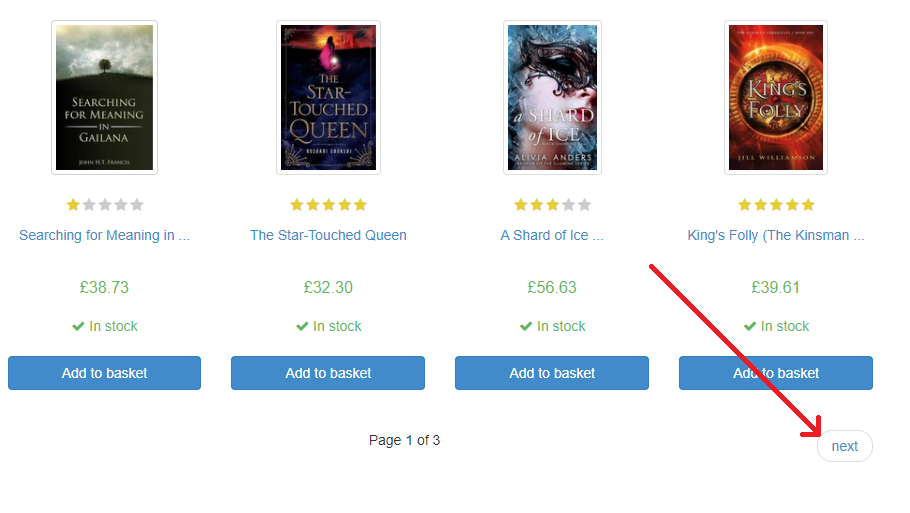 SEARCHING
FOR MEANING
IN
GAILANA
JOHN H.T. FRANCIS
THE
STAR-
TOUCHED
QUEEN
ROSHANI CHOKSHI
a SHARD
of ICE
ALIVIA ANDERS
KING'S
FOLLY
JILL WILLIAMSON
Searching for Meaning in ...
The Star-Touched Queen
A Shard of Ice ...
King's Folly (The Kinsman ...
£38.73
£32.30
£56.63
£39.61
In stock
In stock
In stock
In stock
Add to basket
Add to basket
Add to basket
Add to basket
Page 1 of 3
next